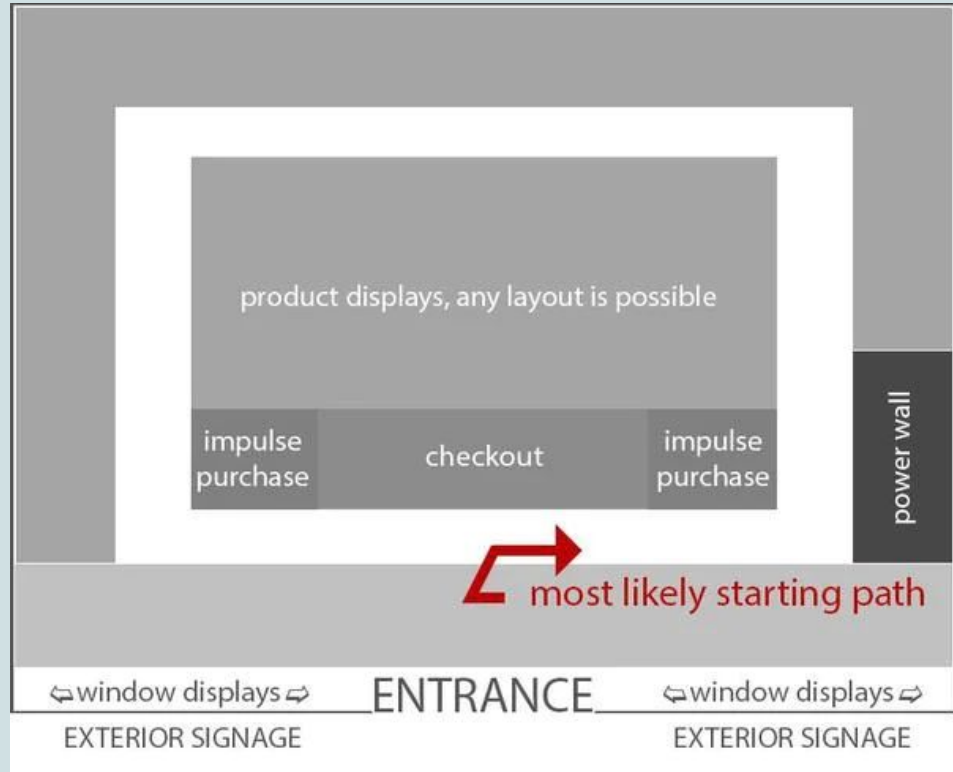 product displays, any layout is possible
impulse
purchase
checkout
impulse
purchase
power wall
most likely starting path
window displays
ENTRANCE
window displays
EXTERIOR SIGNAGE
EXTERIOR SIGNAGE